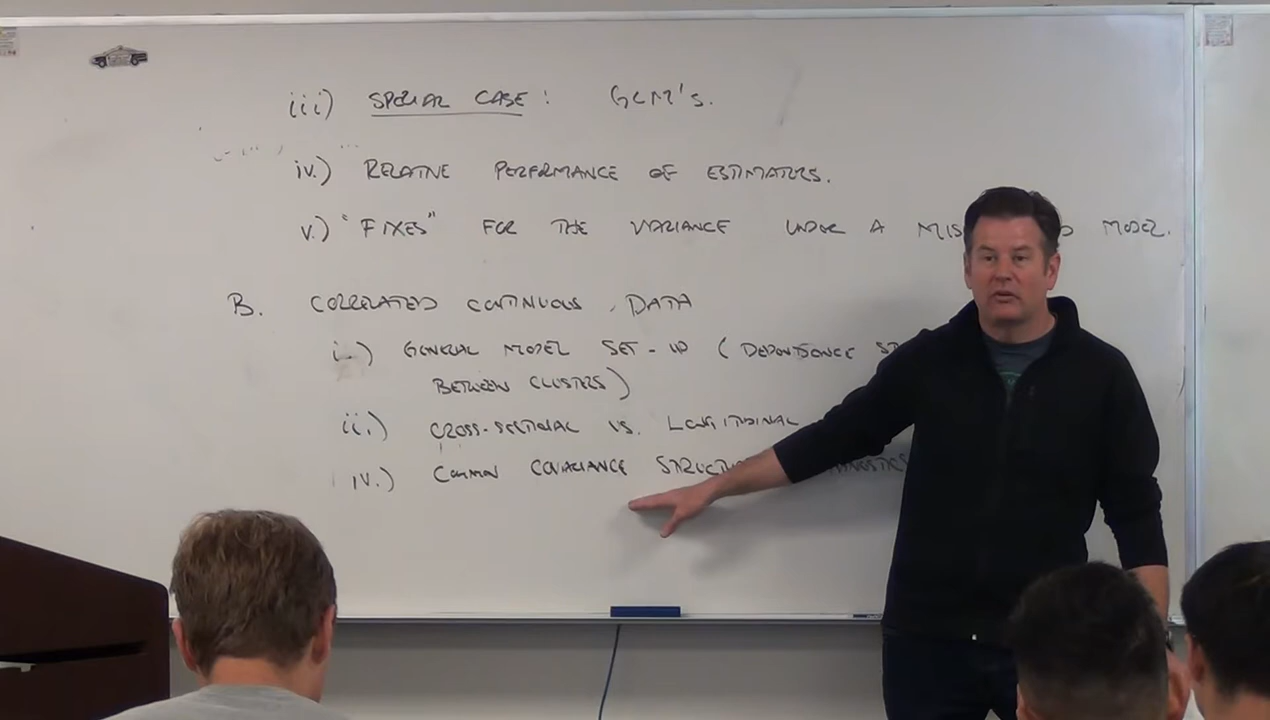 iii) SPECIAL CASE: GLM's.
iv.) RELATIVE PERFORMANCE OF ESTIMATORS.
v.) "FIXES" FOR THE VARIANCE UNDER A MIS MODEL.
B. CORRELATED CONTINUOUS DATA
i.) GENERAL MODEL SET-UP (DEPENDENCE
BETWEEN CLUSTERS)
ii.) CROSS-SECTIONAL VS. LONGITUDINAL
iv.) COMMON COVARIANCE